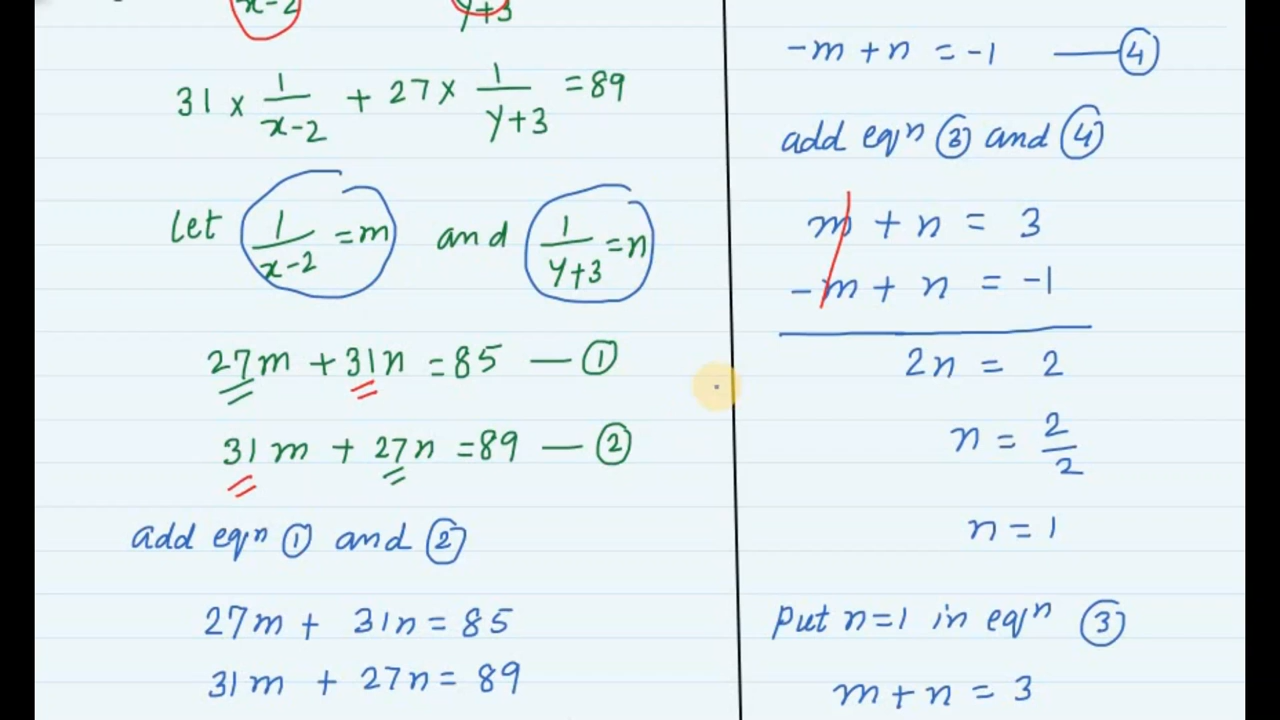 x-2 y+3
31 × 1/(x-2) + 27 × 1/(y+3) = 89
Let 1/(x-2) = m and 1/(y+3) = n
27m + 31n = 85 — ①
31m + 27n = 89 — ②
add eqn ① and ②
27m + 31n = 85
31m + 27n = 89
-m + n = -1 — ④
add eqn ③ and ④
m + n = 3
-m + n = -1
2n = 2
n = 2/2
n = 1
Put n=1 in eqn ③
m + n = 3